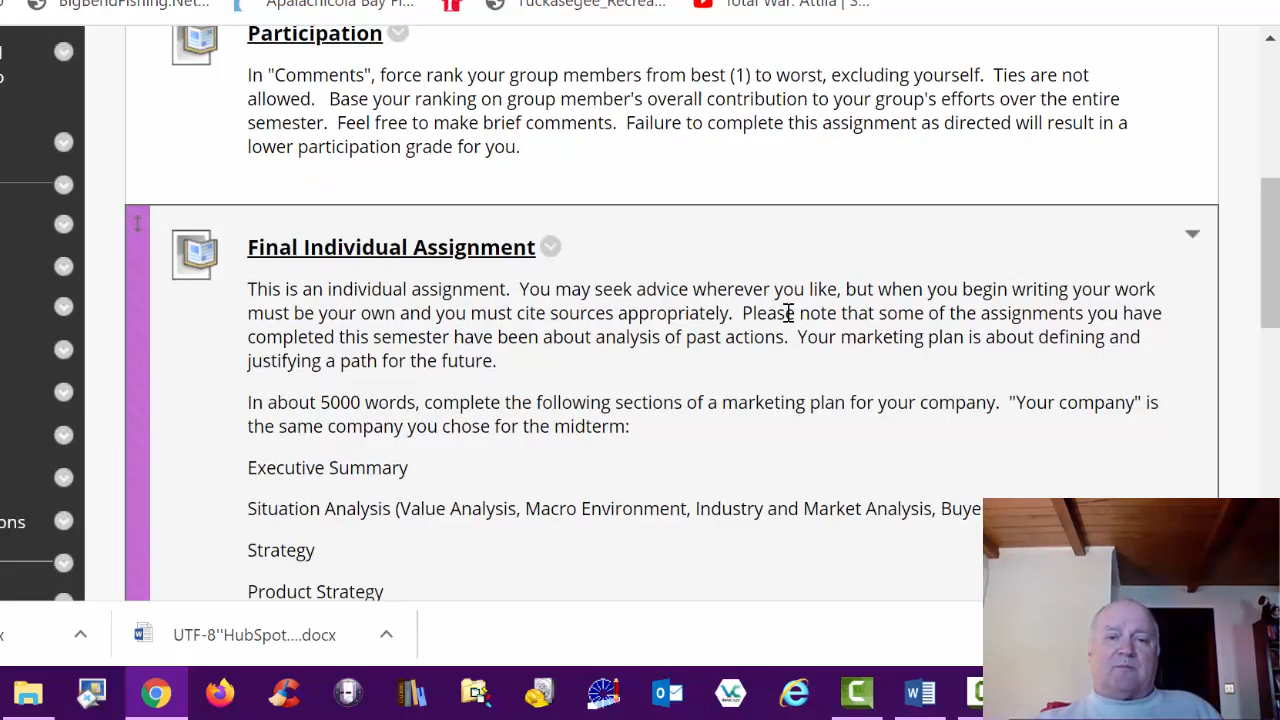 BigBendFishing.Net...
Apalachicola Bay Fi...
Tuckasegee_Recrea...
Total War: Attila | S...
Participation
In "Comments", force rank your group members from best (1) to worst, excluding yourself.  Ties are not
allowed.   Base your ranking on group member's overall contribution to your group's efforts over the entire
semester.  Feel free to make brief comments.  Failure to complete this assignment as directed will result in a
lower participation grade for you.
Final Individual Assignment
This is an individual assignment.  You may seek advice wherever you like, but when you begin writing your work
must be your own and you must cite sources appropriately.  Please note that some of the assignments you have
completed this semester have been about analysis of past actions.  Your marketing plan is about defining and
justifying a path for the future.
In about 5000 words, complete the following sections of a marketing plan for your company.  "Your company" is
the same company you chose for the midterm:
Executive Summary
Situation Analysis (Value Analysis, Macro Environment, Industry and Market Analysis, Buye
ons
Strategy
Product Strategy
x
UTF-8''HubSpot....docx